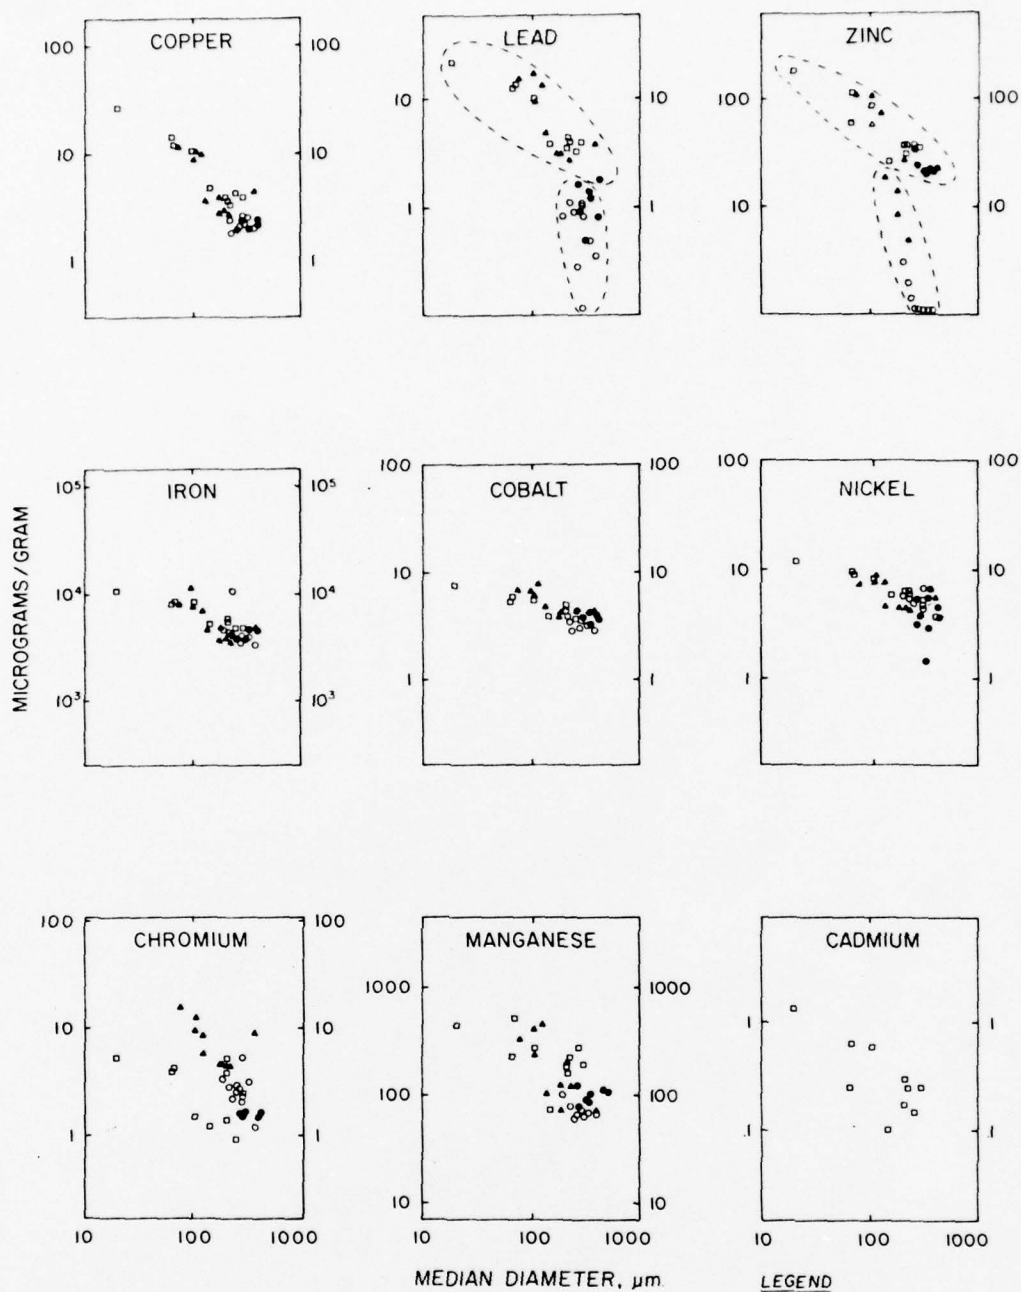 COPPER LEAD ZINC
100 100 10 10 100 100
10 10 1 1 10 10
1 1
MICROGRAMS / GRAM
IRON COBALT NICKEL
10⁵ 10⁵ 100 100 100 100
10⁴ 10⁴ 10 10 10 10
10³ 10³ 1 1 1 1
CHROMIUM MANGANESE CADMIUM
100 100 1000 1000 1 1
10 10 100 100 .1 .1
1 1 10 100
10 100 1000 10 100 1000 10 100 1000
MEDIAN DIAMETER, µm
LEGEND